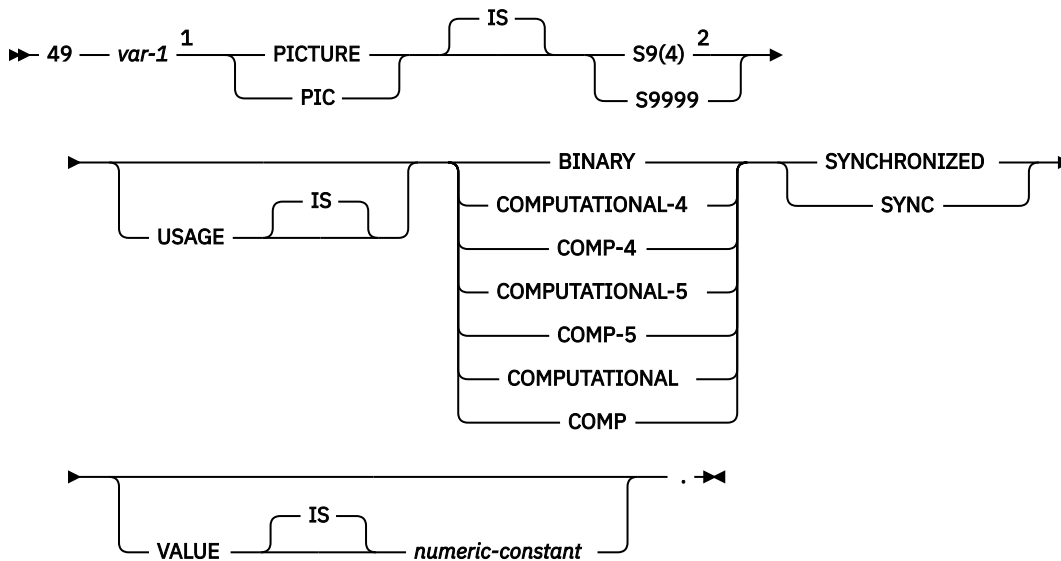 IS
49 var-1 1 PICTURE S9(4) 2
PIC S9999
BINARY SYNCHRONIZED
IS COMPUTATIONAL-4 SYNC
USAGE COMP-4
COMPUTATIONAL-5
COMP-5
COMPUTATIONAL
COMP
.
IS
VALUE numeric-constant